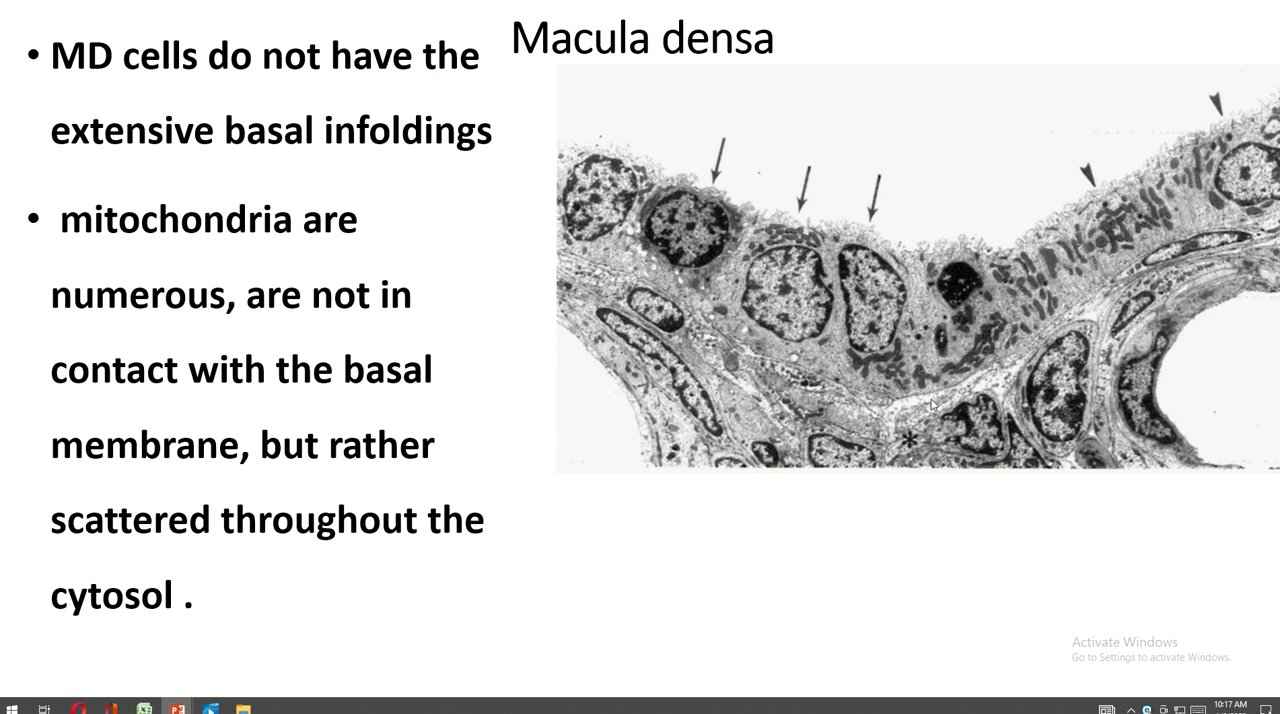 Macula densa
• MD cells do not have the
extensive basal infoldings
• mitochondria are
numerous, are not in
contact with the basal
membrane, but rather
scattered throughout the
cytosol .
*
Activate Windows
Go to Settings to activate Windows.
10:17 AM